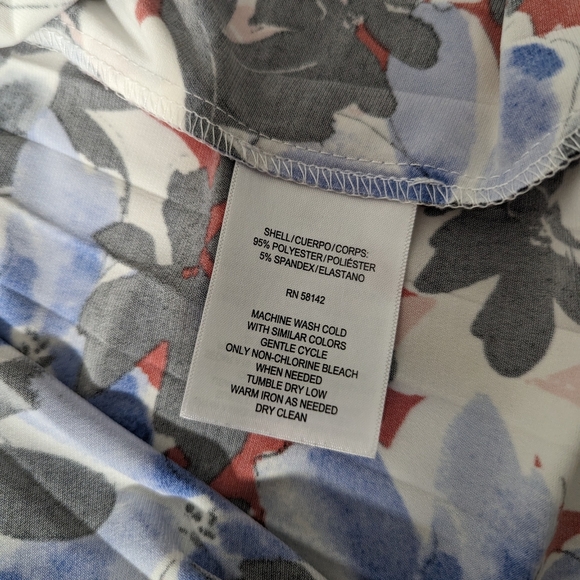 SHELL/CUERPO/CORPS:
95% POLYESTER/POLIÉSTER
5% SPANDEX/ELASTANO
RN 58142
MACHINE WASH COLD
WITH SIMILAR COLORS
GENTLE CYCLE
ONLY NON-CHLORINE BLEACH
WHEN NEEDED
TUMBLE DRY LOW
WARM IRON AS NEEDED
DRY CLEAN